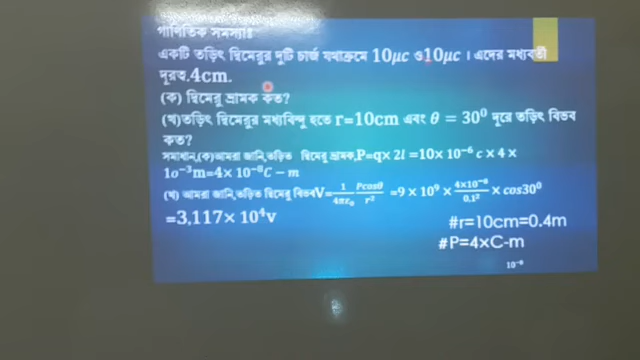 গাণিতিক সমস্যাঃ
একটি তড়িৎ দ্বিমেরুর দুটি চার্জ যথাক্রমে 10μc ও10μc । এদের মধ্যবর্তী
দূরত্ব.4cm.
(ক) দ্বিমেরু ভ্রামক কত?
(খ)তড়িৎ দ্বিমেরুর মধ্যবিন্দু হতে r=10cm এবং θ = 30⁰ দূরে তড়িৎ বিভব
কত?
সমাধান,(ক)আমরা জানি,তড়িত দ্বিমেরু ভ্রামক,P=q× 2l =10× 10⁻⁶ c × 4 ×
1o⁻³m=4× 10⁻⁸C − m
(খ) আমরা জানি,তড়িত দ্বিমেরু বিভবV=1/4πε₀ Pcosθ/r² =9 × 10⁹ × 4×10⁻⁸/0.1² × cos30⁰
=3,117× 10⁴v
#r=10cm=0.4m
#P=4×C-m
10⁻⁸